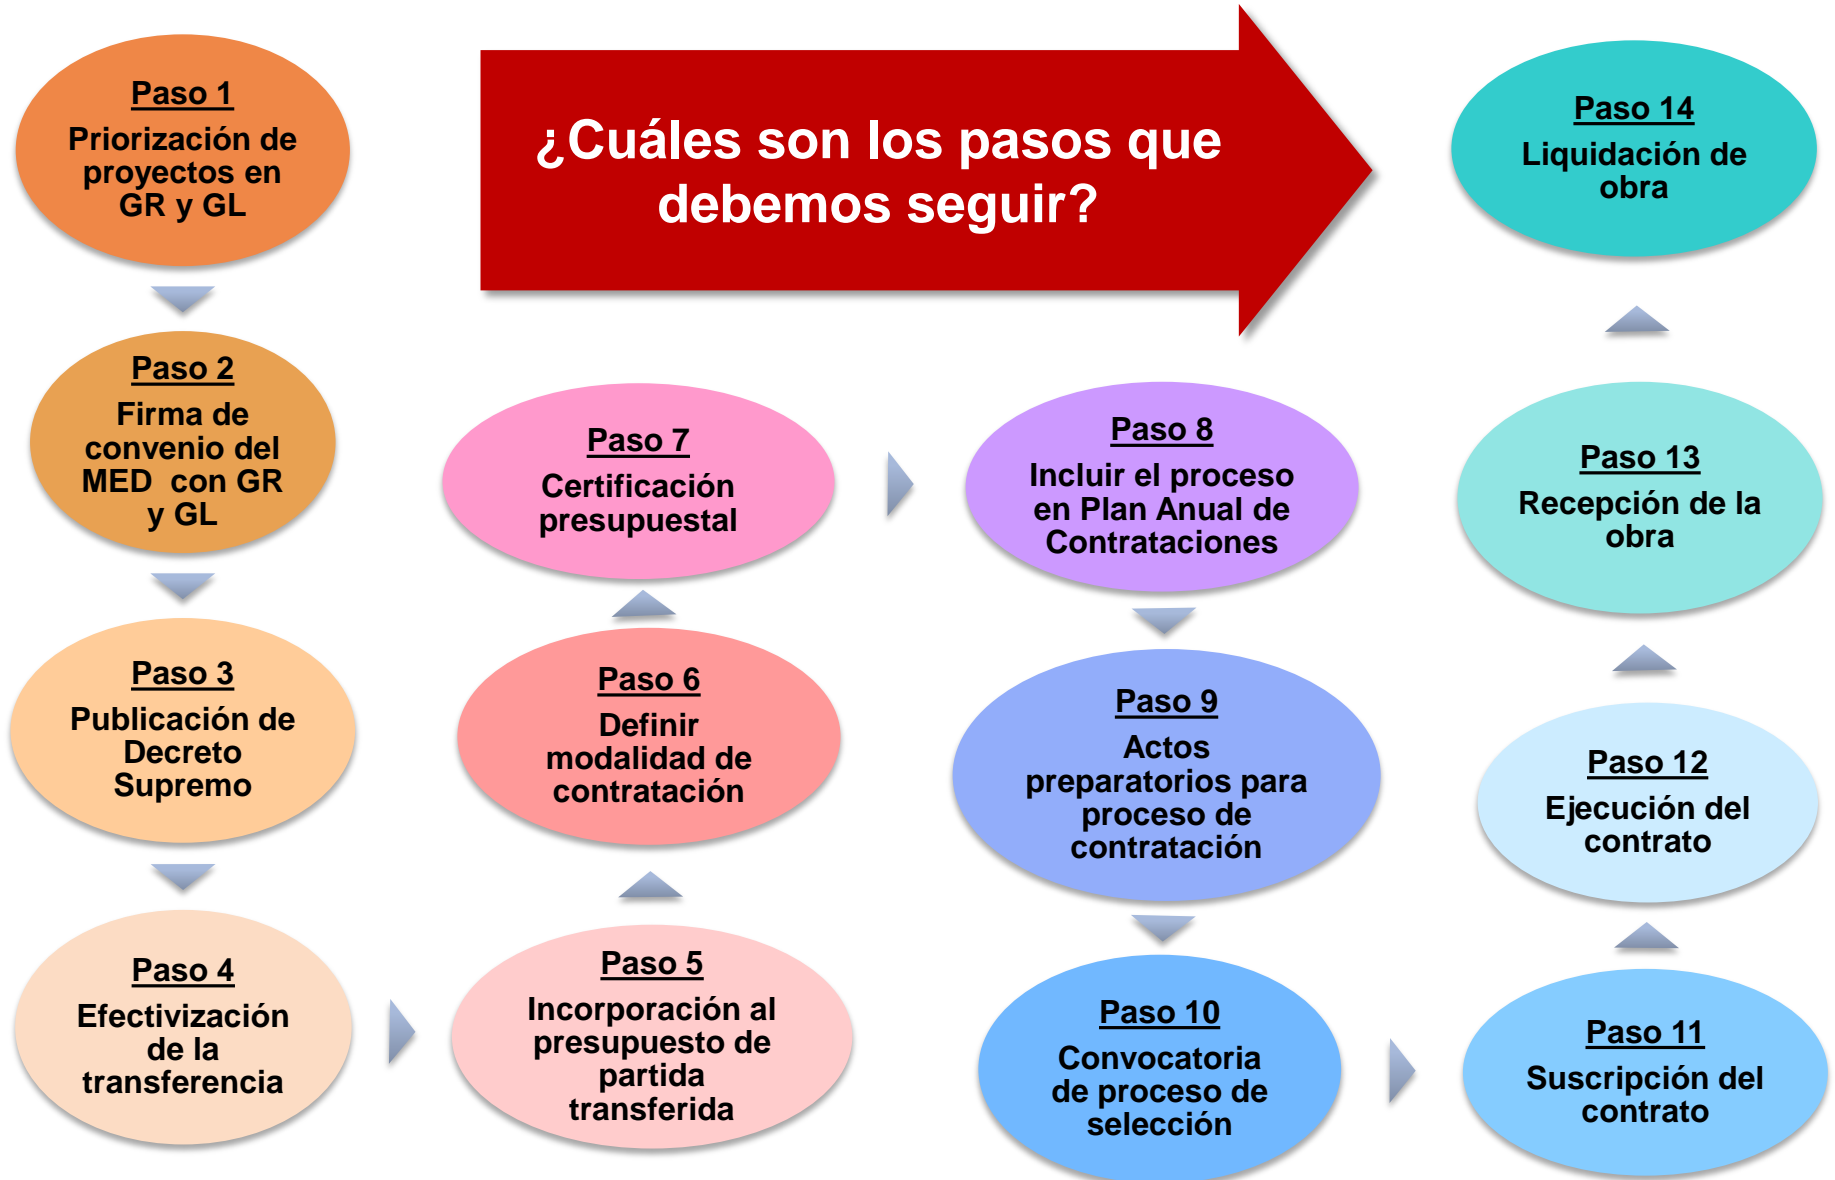 ¿Cuáles son los pasos que
debemos seguir?
Paso 1
Priorización de
proyectos en
GR y GL
Paso 2
Firma de
convenio del
MED con GR
y GL
Paso 3
Publicación de
Decreto
Supremo
Paso 4
Efectivización
de la
transferencia
Paso 5
Incorporación al
presupuesto de
partida
transferida
Paso 6
Definir
modalidad de
contratación
Paso 7
Certificación
presupuestal
Paso 8
Incluir el proceso
en Plan Anual de
Contrataciones
Paso 9
Actos
preparatorios para
proceso de
contratación
Paso 10
Convocatoria
de proceso de
selección
Paso 11
Suscripción del
contrato
Paso 12
Ejecución del
contrato
Paso 13
Recepción de la
obra
Paso 14
Liquidación de
obra